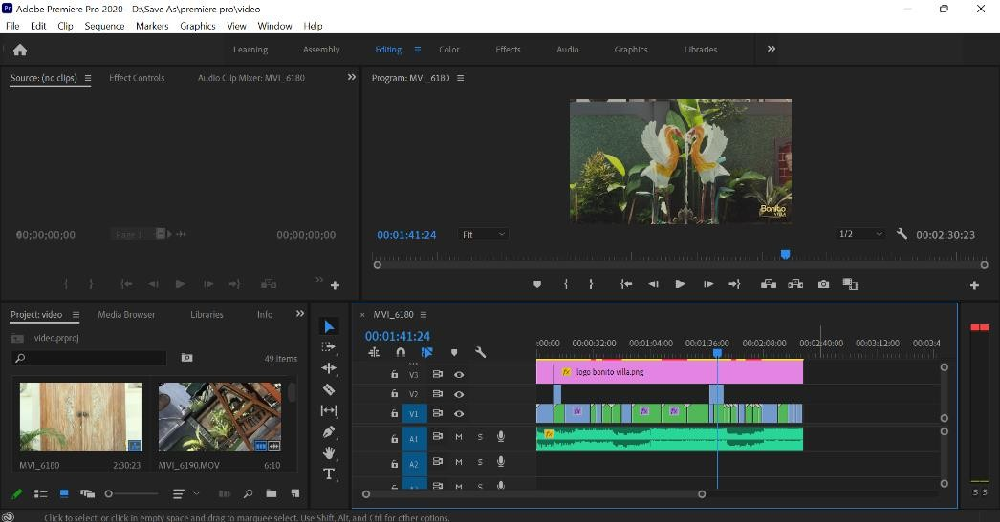 Pr Adobe Premiere Pro 2020 - D:\Save As\premiere pro\video
File Edit Clip Sequence Markers Graphics View Window Help
Learning Assembly Editing Color Effects Audio Graphics Libraries
Source: (no clips) Effect Controls Audio Clip Mixer: MVI_6180
Program: MVI_6180
Bonito
VILLA
00;00;00;00 Page 1 00;00;00;00
00:01:41:24 Fit 1/2 00:02:30:23
Project: video Media Browser Libraries Info
video.prproj
49 Items
MVI_6180 2:30:23 MVI_6190.MOV 6:10
× MVI_6180
00:01:41:24
:00:00 00:00:32:00 00:01:04:00 00:01:36:00 00:02:08:00 00:02:40:00 00:03:12:00 00:03:4
V3 fx logo bonito villa.png
V2
V1 fx fx fx
A1 M S fx
A2 M S
M S
S S
Click to select, or click in empty space and drag to marquee select. Use Shift, Alt, and Ctrl for other options.